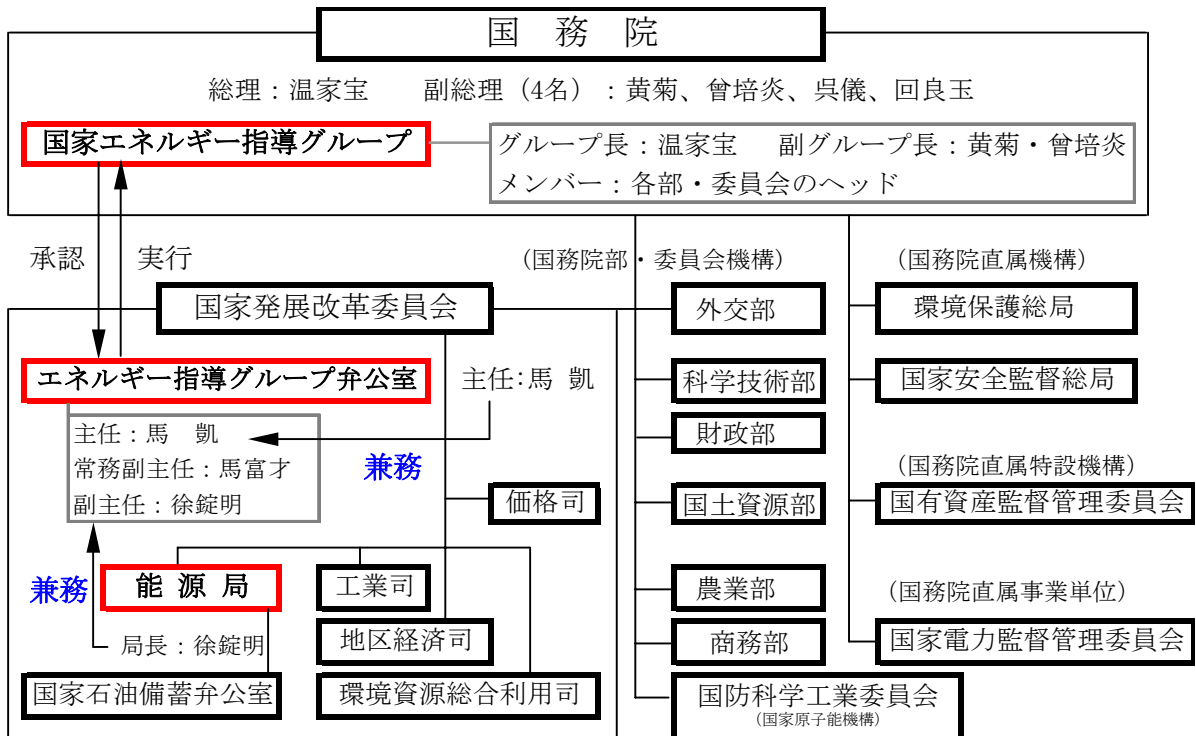 国　務　院
総理：温家宝　　副総理（4名）：黄菊、曾培炎、呉儀、回良玉
国家エネルギー指導グループ
グループ長：温家宝　副グループ長：黄菊・曾培炎
メンバー：各部・委員会のヘッド
承認
実行
国家発展改革委員会
エネルギー指導グループ弁公室
主任：馬 凱
主任：馬　凱
常務副主任：馬富才
副主任：徐錠明
兼務
価格司
兼務
能 源 局
工業司
局長：徐錠明
地区経済司
国家石油備蓄弁公室
環境資源総合利用司
（国務院部・委員会機構）
外交部
科学技術部
財政部
国土資源部
農業部
商務部
国防科学工業委員会
（国家原子能機構）
（国務院直属機構）
環境保護総局
国家安全監督総局
（国務院直属特設機構）
国有資産監督管理委員会
（国務院直属事業単位）
国家電力監督管理委員会